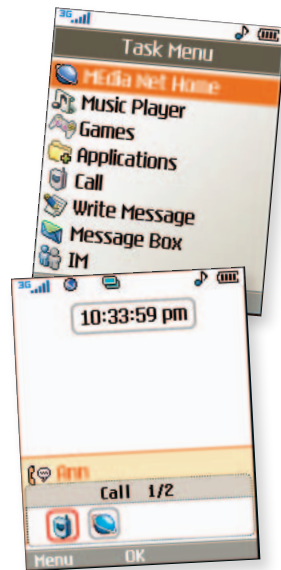 3G
Task Menu
MEdia Net Home
Music Player
Games
Applications
Call
Write Message
Message Box
IM
3G
10:33:59 pm
Ann
Call 1/2
Menu OK